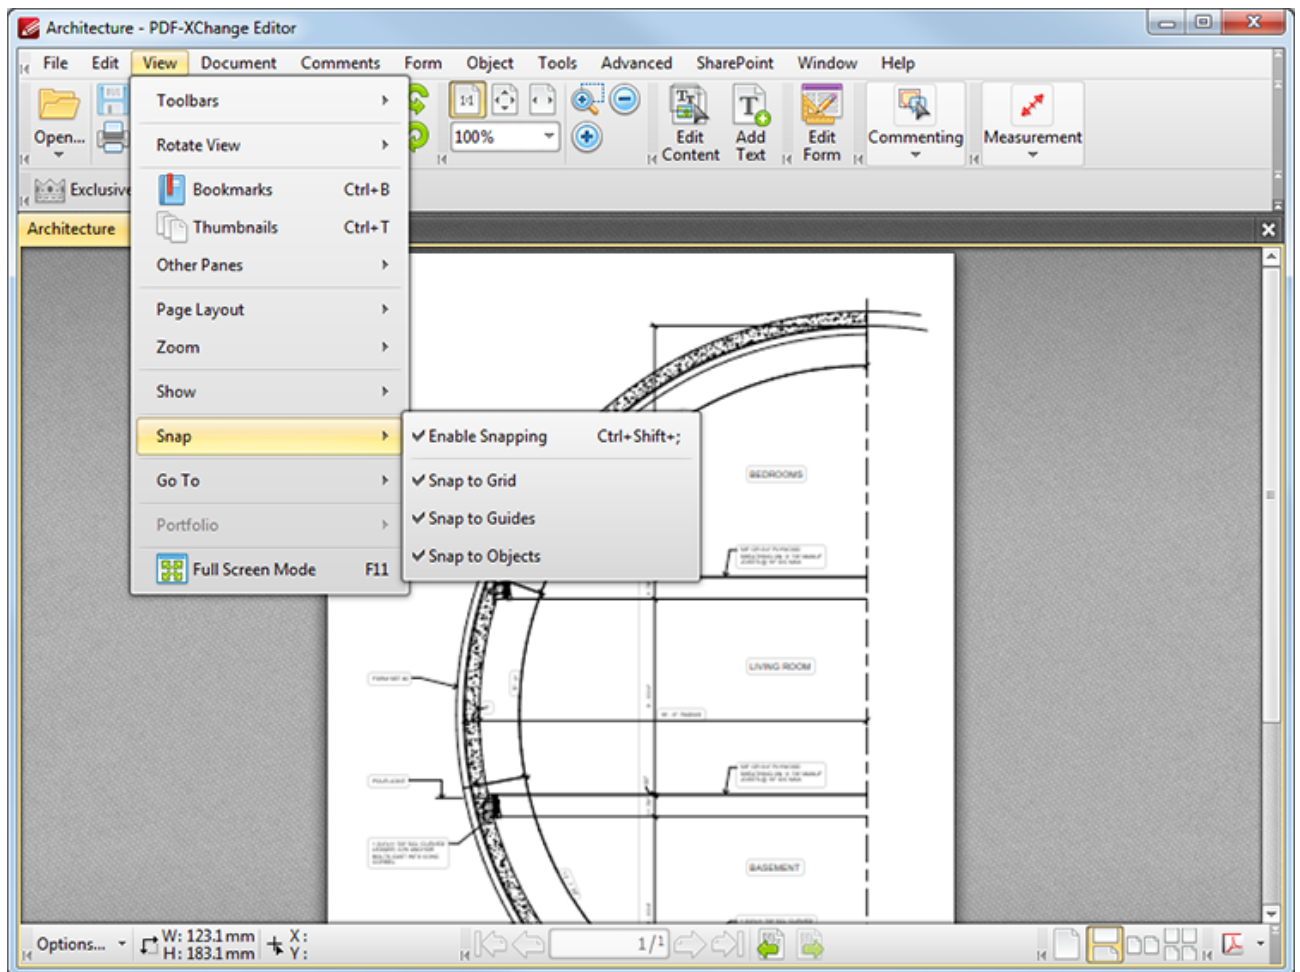 Architecture - PDF-XChange Editor
File Edit View Document Comments Form Object Tools Advanced SharePoint Window Help
Open...
100%
Edit Content
Add Text
Edit Form
Commenting
Measurement
Exclusive
Architecture
Toolbars
Rotate View
Bookmarks Ctrl+B
Thumbnails Ctrl+T
Other Panes
Page Layout
Zoom
Show
Snap
Go To
Portfolio
Full Screen Mode F11
Enable Snapping Ctrl+Shift+;
Snap to Grid
Snap to Guides
Snap to Objects
BEDROOMS
LIVING ROOM
BASEMENT
Options...
W: 123.1 mm
H: 183.1 mm
X:
Y:
1/1